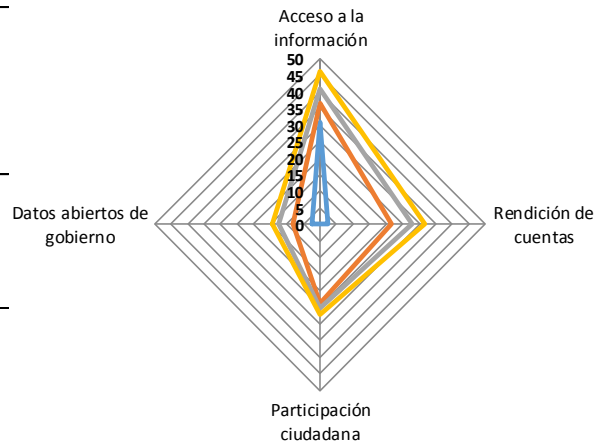 Acceso a la
información
50
45
40
35
30
25
20
15
10
5
0
Datos abiertos de
gobierno
Rendición de
cuentas
Participación
ciudadana